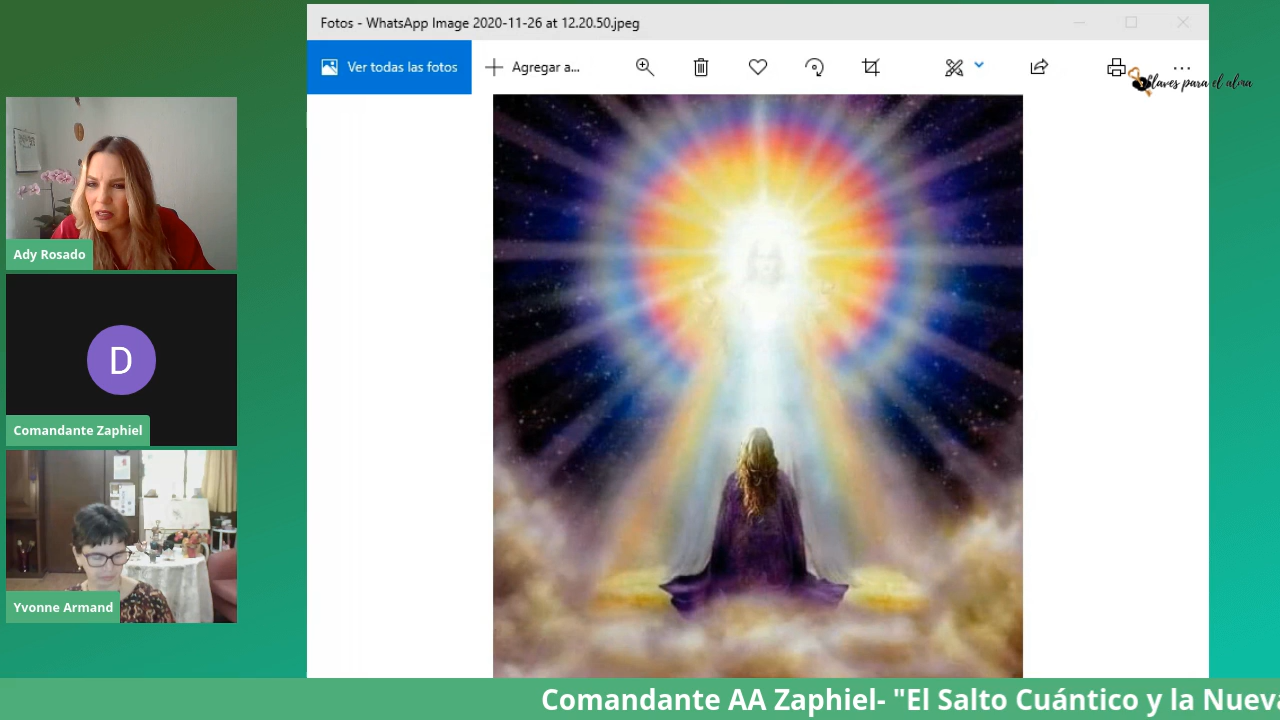 Fotos - WhatsApp Image 2020-11-26 at 12.20.50.jpeg
Ver todas las fotos
Agregar a...
llaves para el alma
Ady Rosado
D
Comandante Zaphiel
Yvonne Armand
Comandante AA Zaphiel- "El Salto Cuántico y la Nueva